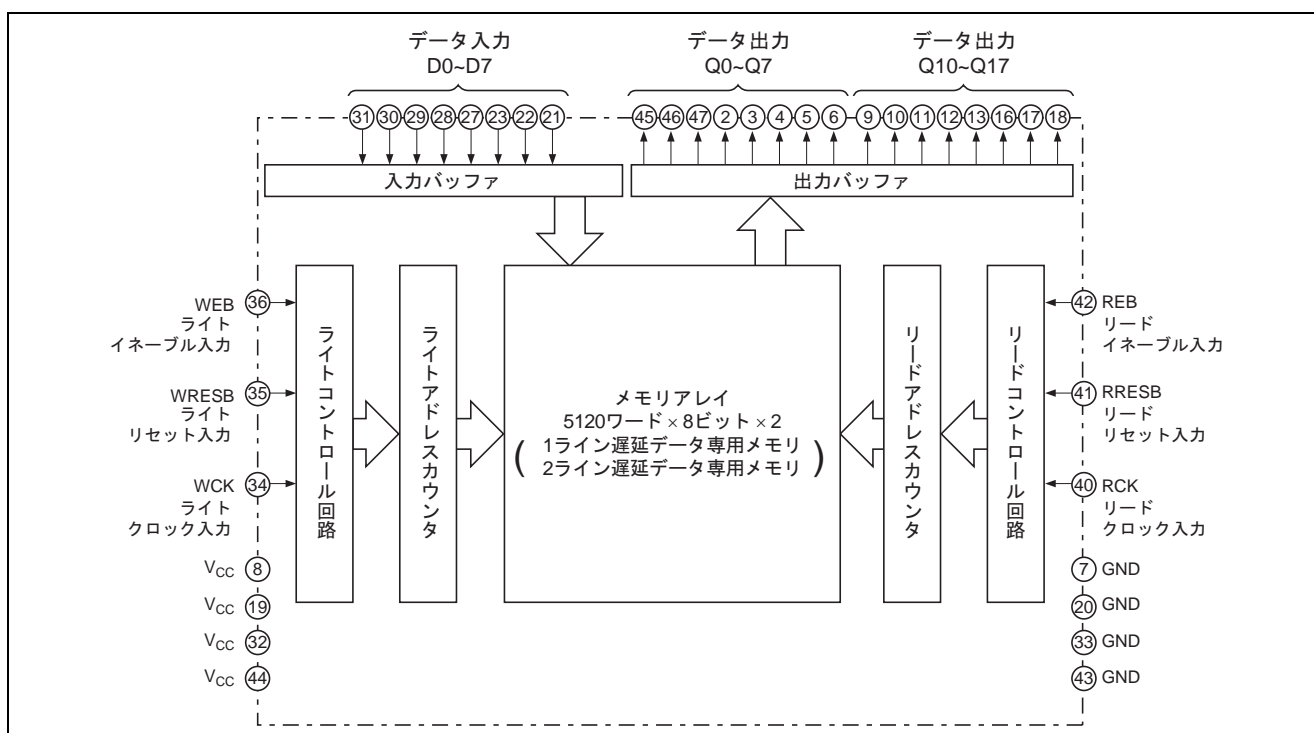 データ入力
D0~D7
データ出力
Q0~Q7
データ出力
Q10~Q17
31 30 29 28 27 23 22 21
45 46 47 2 3 4 5 6 9 10 11 12 13 16 17 18
入力バッファ
出力バッファ
WEB 36
ライト
イネーブル入力
WRESB 35
ライト
リセット入力
WCK 34
ライト
クロック入力
VCC 8
VCC 19
VCC 32
VCC 44
ライトコントロール回路
ライトアドレスカウンタ
メモリアレイ
5120ワード×8ビット×2
( 1ライン遅延データ専用メモリ
2ライン遅延データ専用メモリ )
リードアドレスカウンタ
リードコントロール回路
42 REB
リード
イネーブル入力
41 RRESB
リード
リセット入力
40 RCK
リード
クロック入力
7 GND
20 GND
33 GND
43 GND